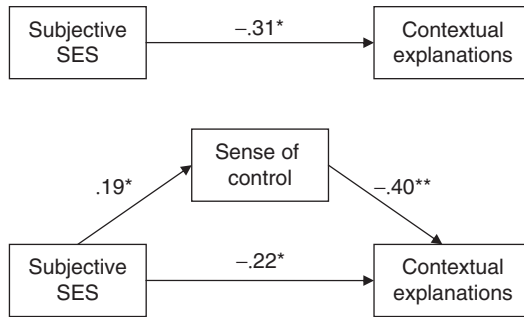 Subjective
SES
–.31*
Contextual
explanations
Sense of
control
.19*
–.40**
Subjective
SES
–.22*
Contextual
explanations